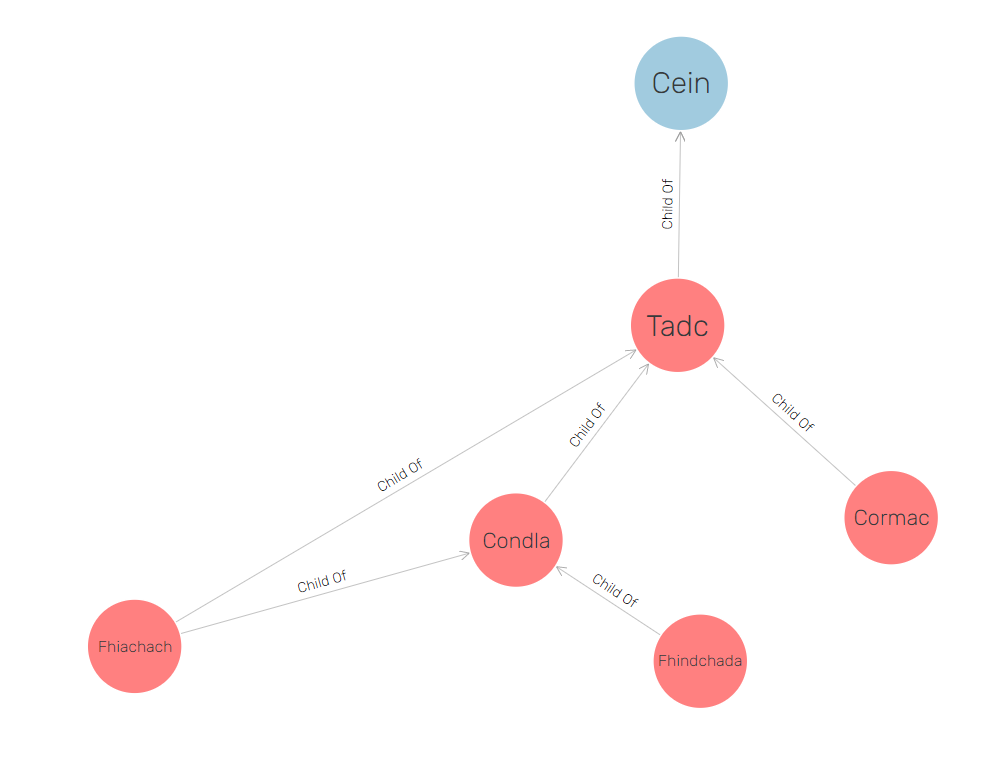 Cein
Child Of
Tadc
Child Of
Child Of
Child Of
Cormac
Condla
Child Of
Child Of
Fhiachach
Fhindchada